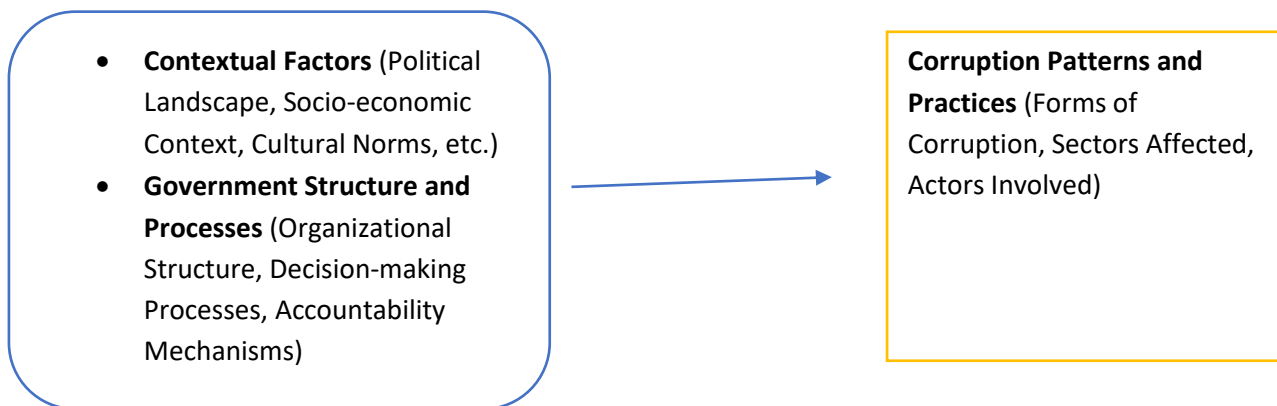 • Contextual Factors (Political
Landscape, Socio-economic
Context, Cultural Norms, etc.)
• Government Structure and
Processes (Organizational
Structure, Decision-making
Processes, Accountability
Mechanisms)
Corruption Patterns and
Practices (Forms of
Corruption, Sectors Affected,
Actors Involved)